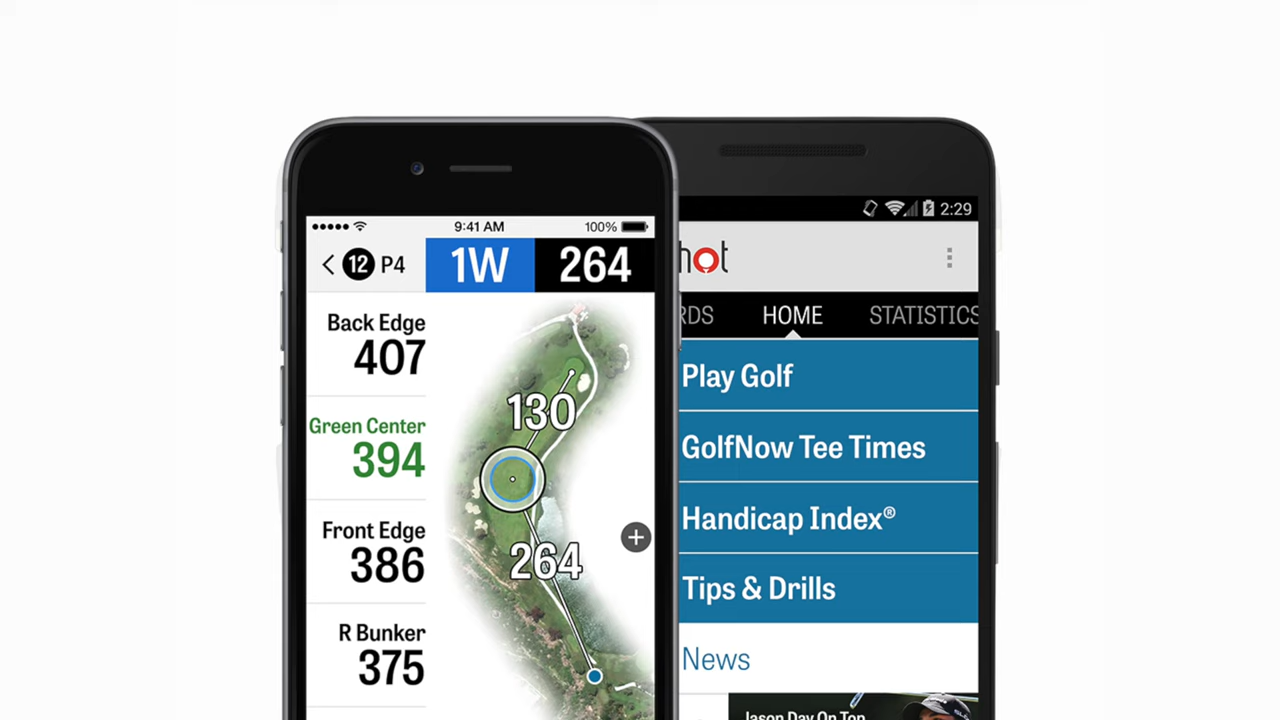 9:41 AM
100%
12 P4
1W
264
Back Edge
407
Green Center
394
Front Edge
386
R Bunker
375
130
264
2:29
hot
RDS
HOME
STATISTICS
Play Golf
GolfNow Tee Times
Handicap Index®
Tips & Drills
News
Jason Day On Top